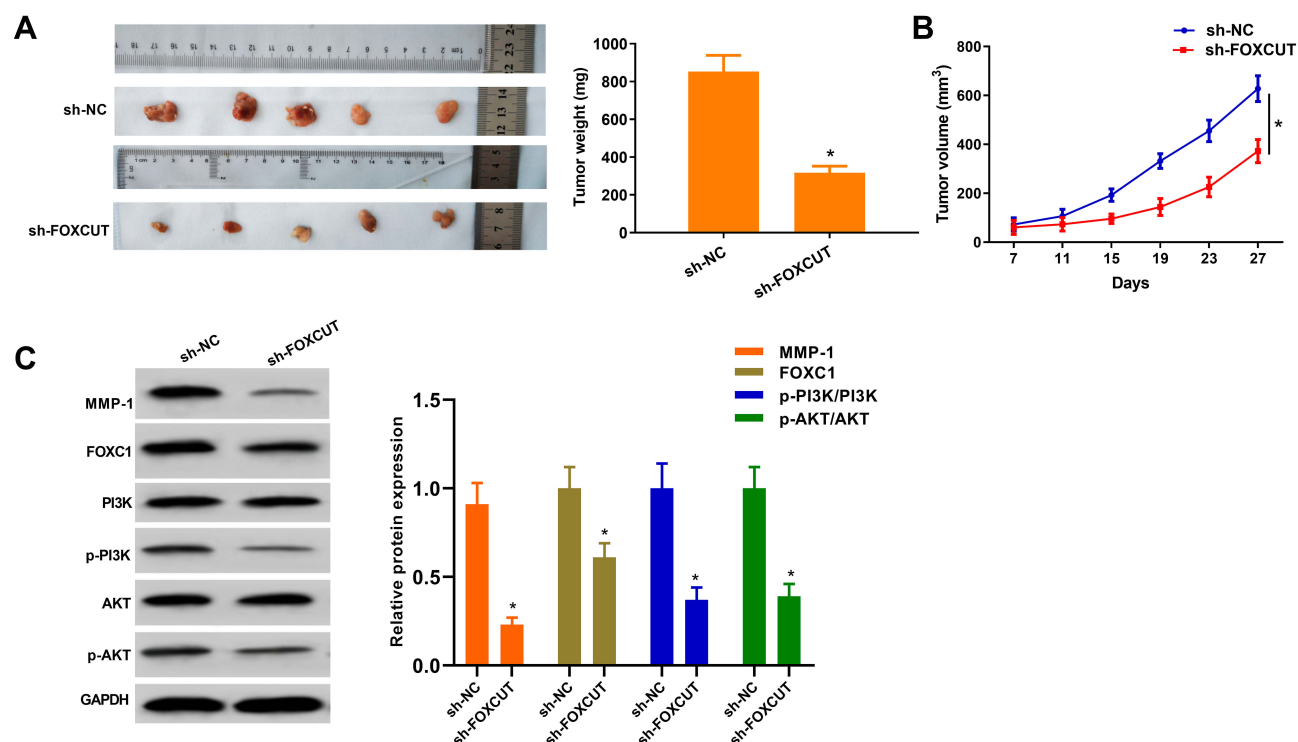 A
sh-NC
sh-FOXCUT
Tumor weight (mg)
1000
800
600
400
200
0
*
sh-NC
sh-FOXCUT
B
sh-NC
sh-FOXCUT
Tumor volume (mm³)
800
600
400
200
0
*
7 11 15 19 23 27
Days
C
sh-NC sh-FOXCUT
MMP-1
FOXC1
PI3K
p-PI3K
AKT
p-AKT
GAPDH
MMP-1
FOXC1
p-PI3K/PI3K
p-AKT/AKT
Relative protein expression
1.5
1.0
0.5
0.0
* * * *
sh-NC sh-FOXCUT sh-NC sh-FOXCUT sh-NC sh-FOXCUT sh-NC sh-FOXCUT